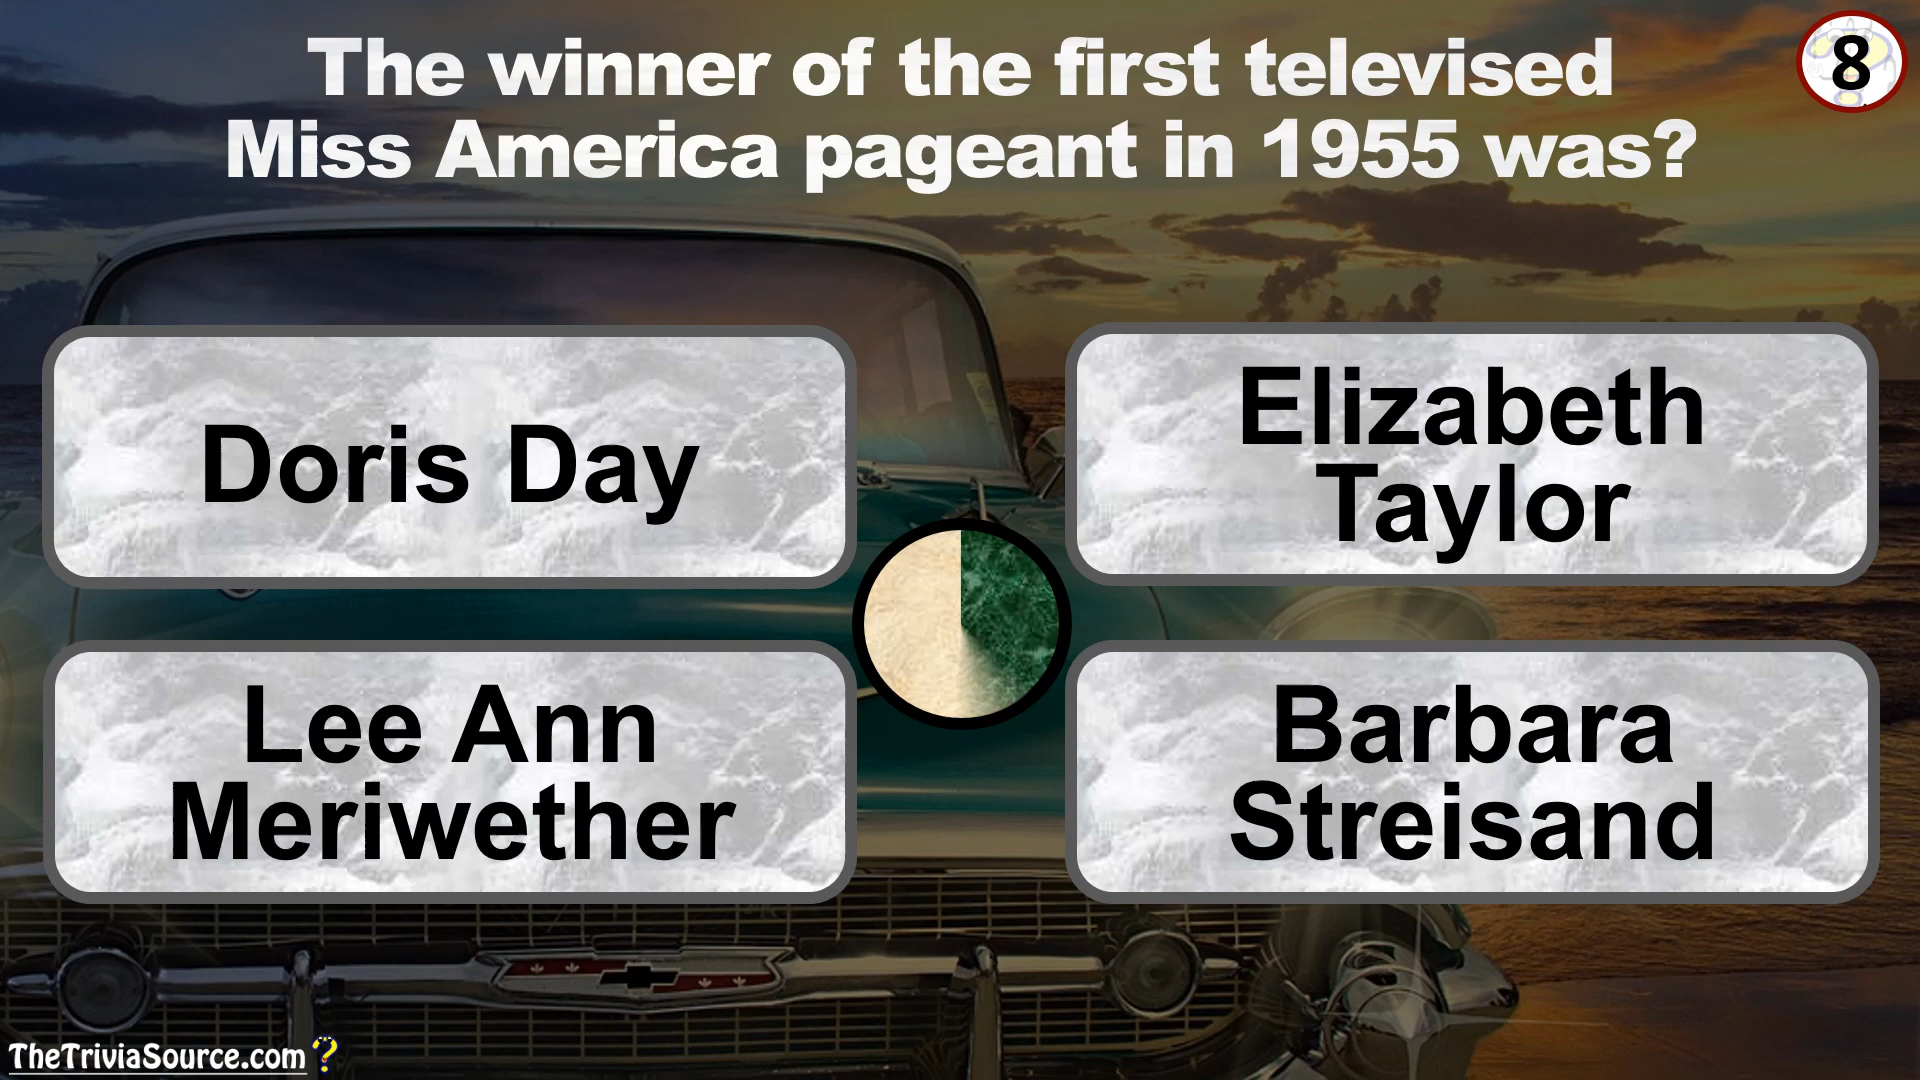 The winner of the first televised
Miss America pageant in 1955 was?
8
Doris Day
Elizabeth
Taylor
Lee Ann
Meriwether
Barbara
Streisand
TheTriviaSource.com